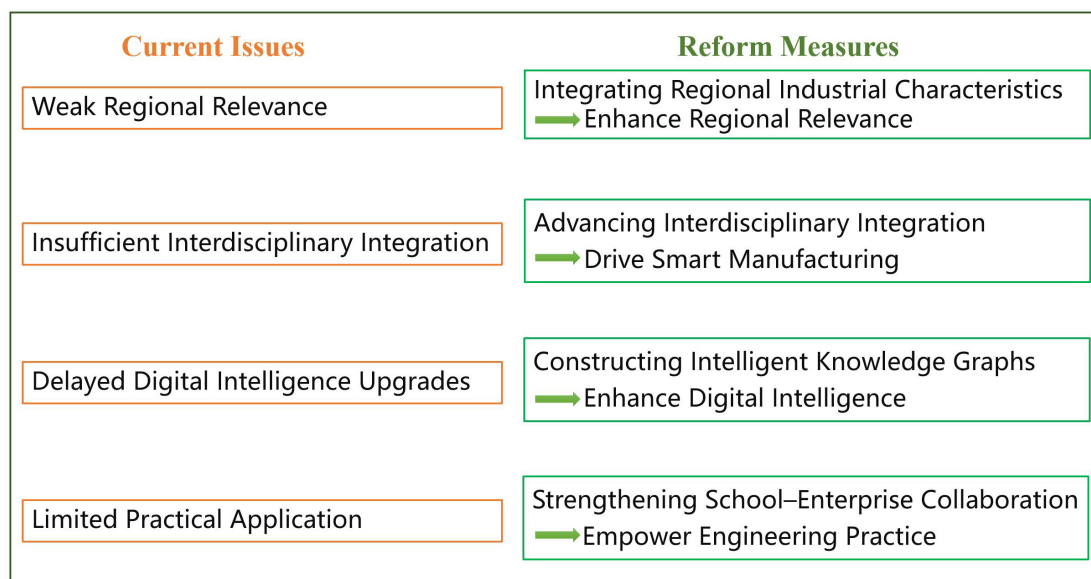 Current Issues
Reform Measures
Weak Regional Relevance
Integrating Regional Industrial Characteristics
Enhance Regional Relevance
Insufficient Interdisciplinary Integration
Advancing Interdisciplinary Integration
Drive Smart Manufacturing
Delayed Digital Intelligence Upgrades
Constructing Intelligent Knowledge Graphs
Enhance Digital Intelligence
Limited Practical Application
Strengthening School–Enterprise Collaboration
Empower Engineering Practice